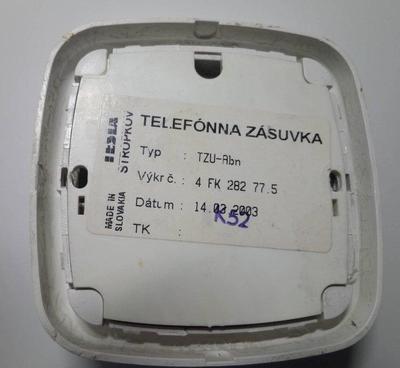 TESLA
STROPKOV
MADE IN
SLOVAKIA
TELEFÓNNA ZÁSUVKA
Typ : TZU-Abn
Výkr č. : 4 FK 282 77.5
Dátum : 14.03 2003
TK :
K52